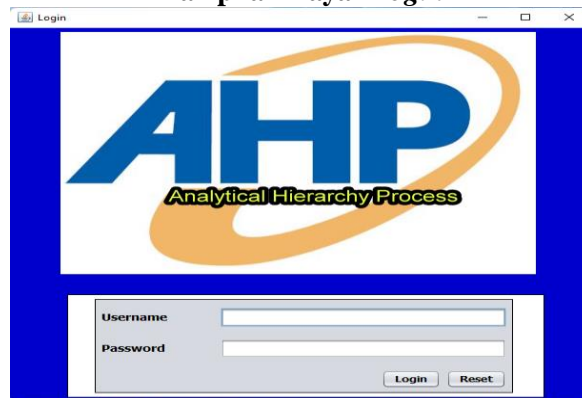 Login
AHP
Analytical Hierarchy Process
Username
Password
Login Reset